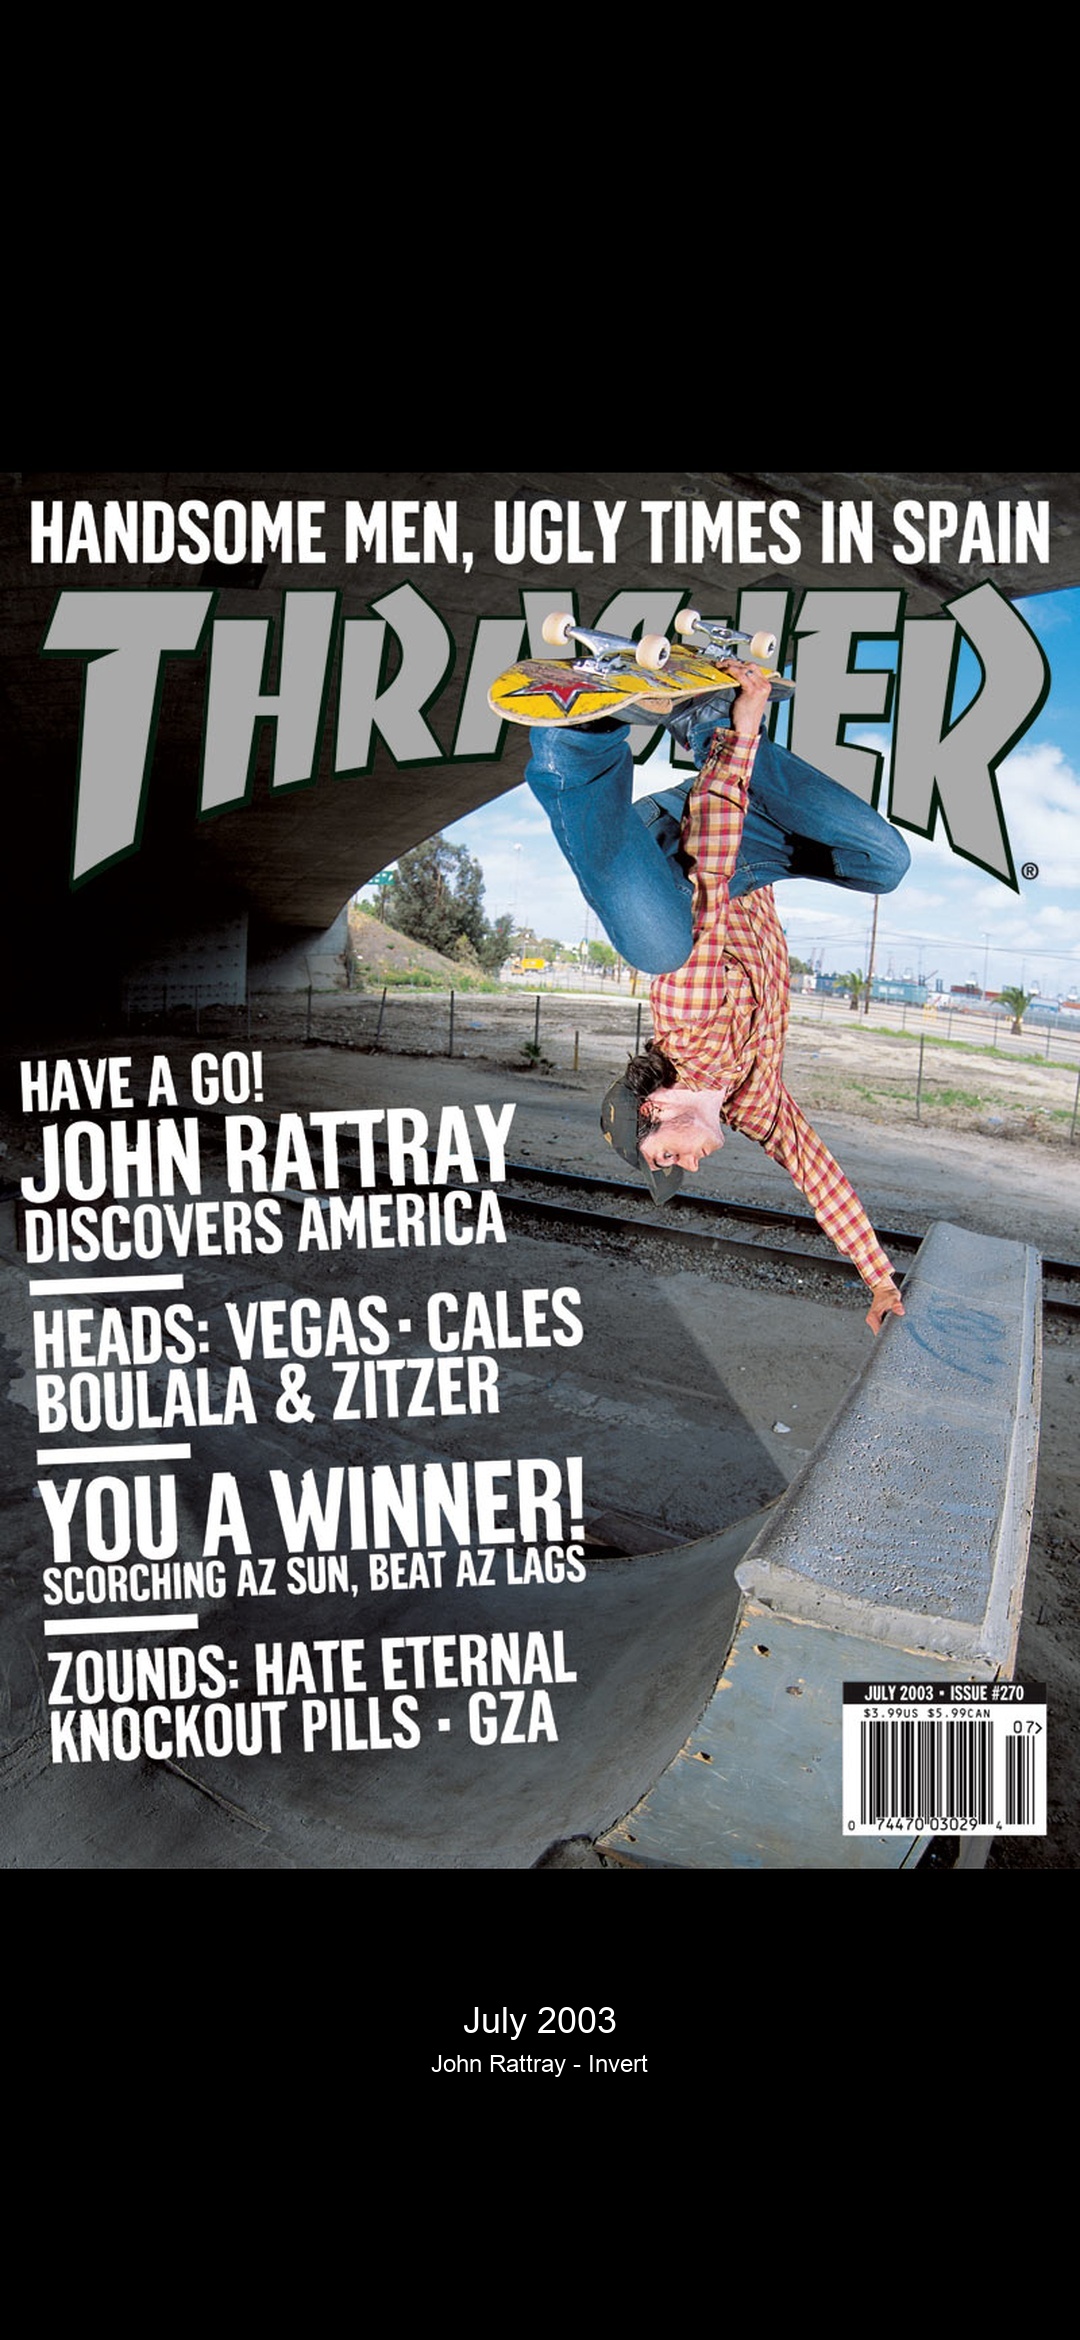 HANDSOME MEN, UGLY TIMES IN SPAIN
THRASHER®
HAVE A GO!
JOHN RATTRAY
DISCOVERS AMERICA
HEADS: VEGAS · CALES
BOULALA & ZITZER
YOU A WINNER!
SCORCHING AZ SUN, BEAT AZ LAGS
ZOUNDS: HATE ETERNAL
KNOCKOUT PILLS · GZA
JULY 2003 • ISSUE #270
$3.99US $5.99CAN
07>
0 74470 03029 4
July 2003
John Rattray - Invert